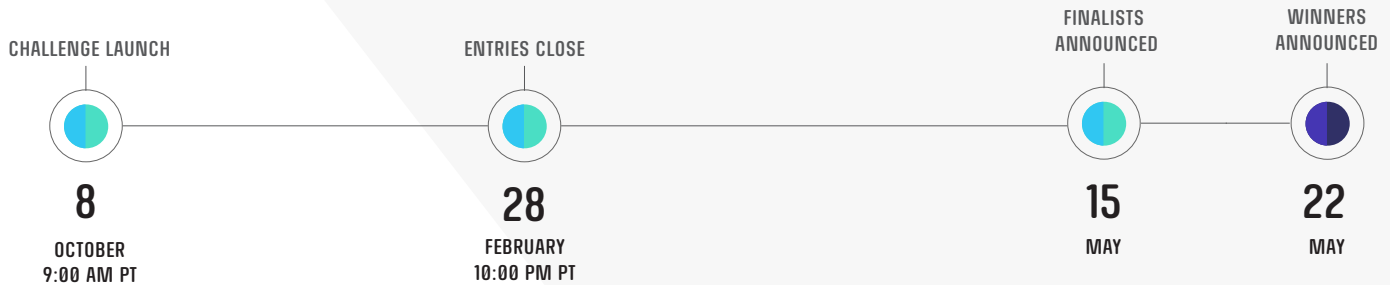 CHALLENGE LAUNCH
8
OCTOBER
9:00 AM PT
ENTRIES CLOSE
28
FEBRUARY
10:00 PM PT
FINALISTS
ANNOUNCED
15
MAY
WINNERS
ANNOUNCED
22
MAY